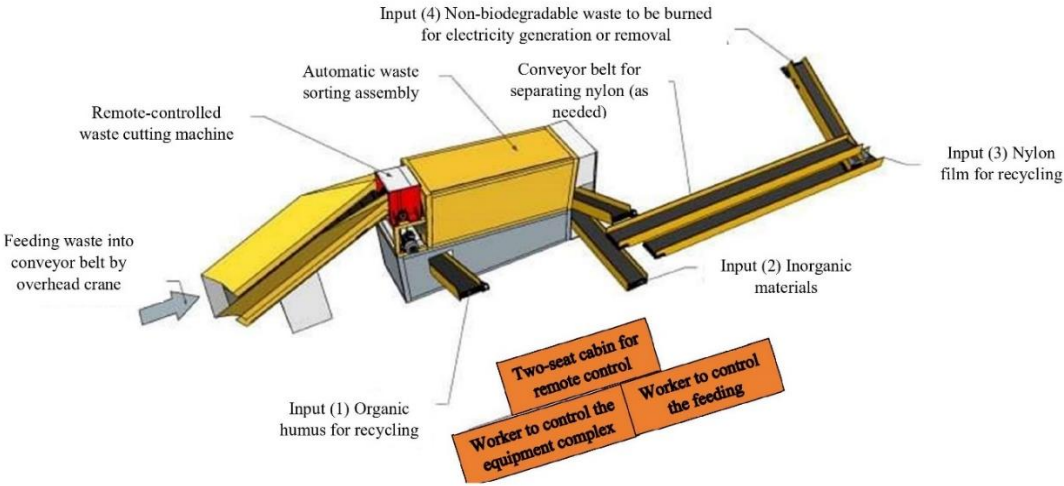 Input (4) Non-biodegradable waste to be burned
for electricity generation or removal
Automatic waste
sorting assembly
Conveyor belt for
separating nylon (as
needed)
Remote-controlled
waste cutting machine
Input (3) Nylon
film for recycling
Feeding waste into
conveyor belt by
overhead crane
Input (2) Inorganic
materials
Input (1) Organic
humus for recycling
Two-seat cabin for
remote control
Worker to control the
equipment complex
Worker to control
the feeding